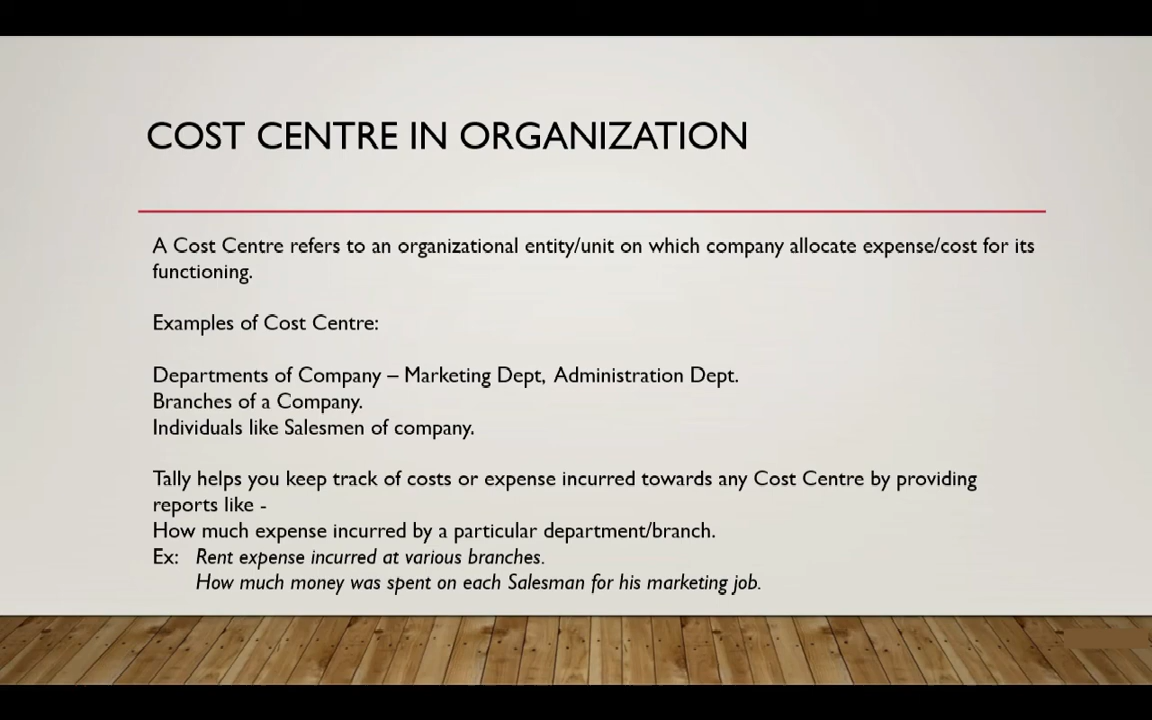 COST CENTRE IN ORGANIZATION
A Cost Centre refers to an organizational entity/unit on which company allocate expense/cost for its
functioning.
Examples of Cost Centre:
Departments of Company – Marketing Dept, Administration Dept.
Branches of a Company.
Individuals like Salesmen of company.
Tally helps you keep track of costs or expense incurred towards any Cost Centre by providing
reports like -
How much expense incurred by a particular department/branch.
Ex: Rent expense incurred at various branches.
How much money was spent on each Salesman for his marketing job.